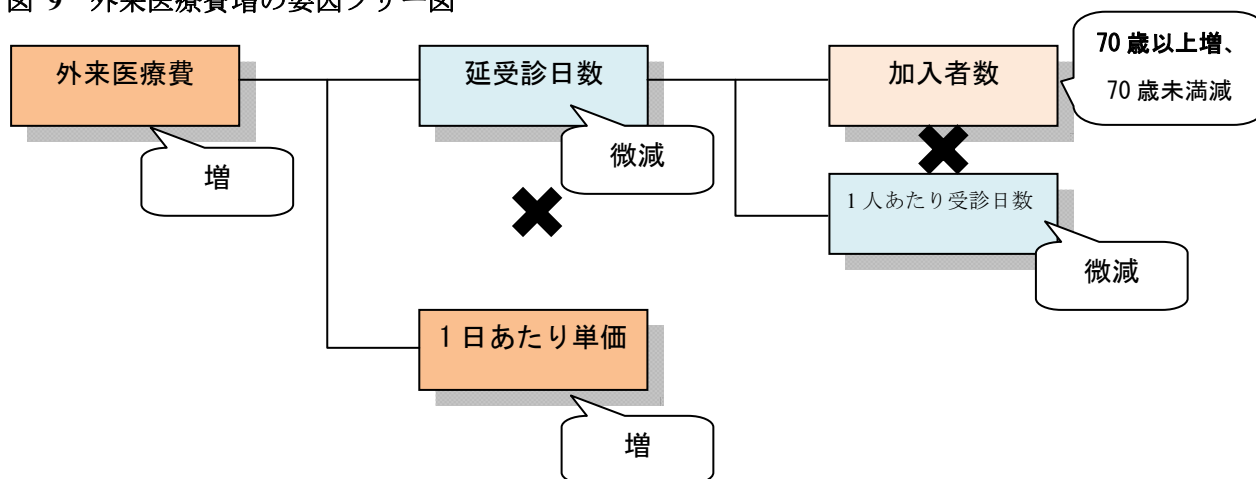 図 9 外来医療費増の要因ツリー図
外来医療費
増
延受診日数
微減
加入者数
70 歳以上増、
70 歳未満減
1 人あたり受診日数
微減
1 日あたり単価
増